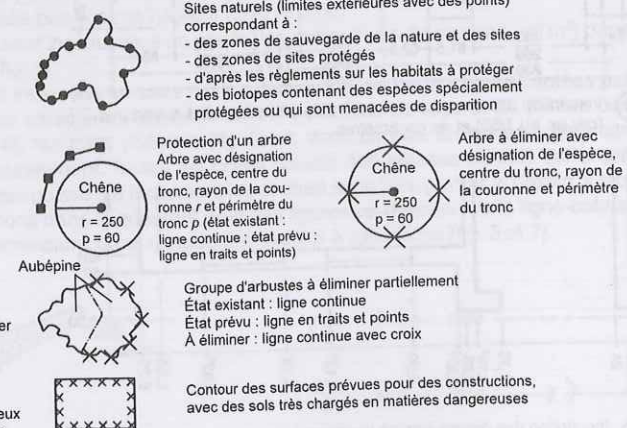 Sites naturels (limites extérieures avec des points)
correspondant à :
- des zones de sauvegarde de la nature et des sites
- des zones de sites protégés
- d'après les règlements sur les habitats à protéger
- des biotopes contenant des espèces spécialement
protégées ou qui sont menacées de disparition
Chêne
r = 250
p = 60
Protection d'un arbre
Arbre avec désignation
de l'espèce, centre du
tronc, rayon de la cou-
ronne r et périmètre du
tronc p (état existant :
ligne continue ; état prévu :
ligne en traits et points)
Chêne
r = 250
p = 60
Arbre à éliminer avec
désignation de l'espèce,
centre du tronc, rayon de
la couronne et périmètre
du tronc
Aubépine
Groupe d'arbustes à éliminer partiellement
État existant : ligne continue
État prévu : ligne en traits et points
À éliminer : ligne continue avec croix
er
Contour des surfaces prévues pour des constructions,
avec des sols très chargés en matières dangereuses
eux